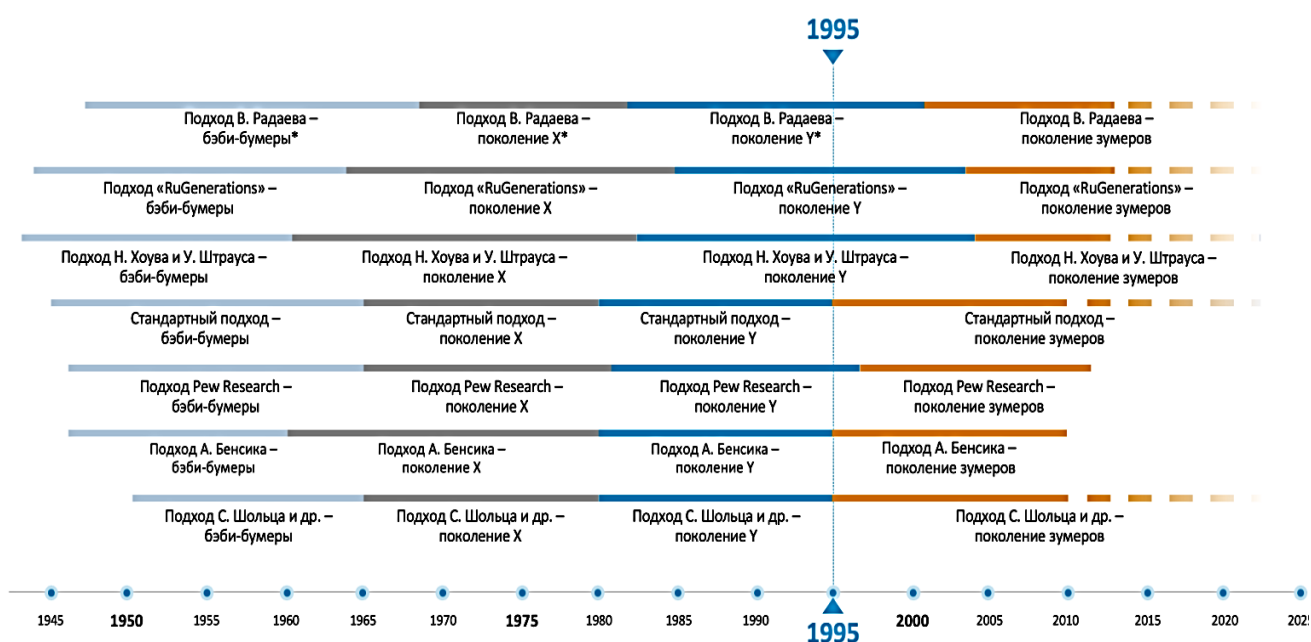 1995
Подход В. Радаева –
бэби-бумеры*
Подход В. Радаева –
поколение X*
Подход В. Радаева –
поколение Y*
Подход В. Радаева –
поколение зумеров
Подход «RuGenerations» –
бэби-бумеры
Подход «RuGenerations» –
поколение X
Подход «RuGenerations» –
поколение Y
Подход «RuGenerations» –
поколение зумеров
Подход Н. Хоува и У. Штрауса –
бэби-бумеры
Подход Н. Хоува и У. Штрауса –
поколение X
Подход Н. Хоува и У. Штрауса –
поколение Y
Подход Н. Хоува и У. Штрауса –
поколение зумеров
Стандартный подход –
бэби-бумеры
Стандартный подход –
поколение X
Стандартный подход –
поколение Y
Стандартный подход –
поколение зумеров
Подход Pew Research –
бэби-бумеры
Подход Pew Research –
поколение X
Подход Pew Research –
поколение Y
Подход Pew Research –
поколение зумеров
Подход А. Бенсика –
бэби-бумеры
Подход А. Бенсика –
поколение X
Подход А. Бенсика –
поколение Y
Подход А. Бенсика –
поколение зумеров
Подход С. Шольца и др. –
бэби-бумеры
Подход С. Шольца и др. –
поколение X
Подход С. Шольца и др. –
поколение Y
Подход С. Шольца и др. –
поколение зумеров
1945 1950 1955 1960 1965 1970 1975 1980 1985 1990 1995 2000 2005 2010 2015 2020